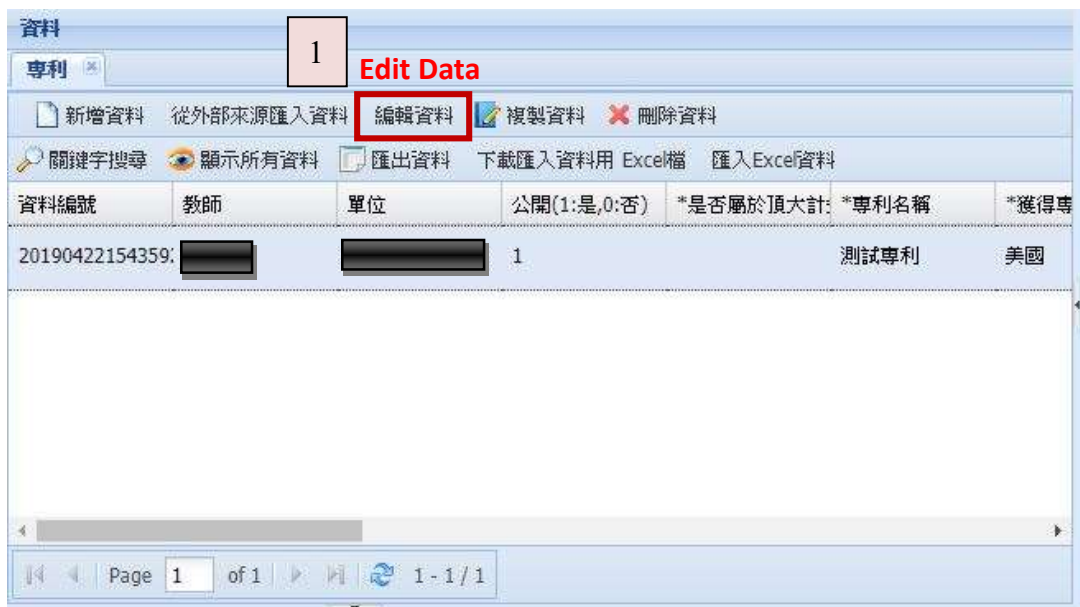 資料
專利
1
Edit Data
新增資料 從外部來源匯入資料 編輯資料 複製資料 刪除資料
關鍵字搜尋 顯示所有資料 匯出資料 下載匯入資料用 Excel檔 匯入Excel資料
資料編號 教師 單位 公開(1:是,0:否) *是否屬於頂大計 *專利名稱 *獲得專
20190422154359 1 測試專利 美國
Page 1 of 1 1 - 1 / 1